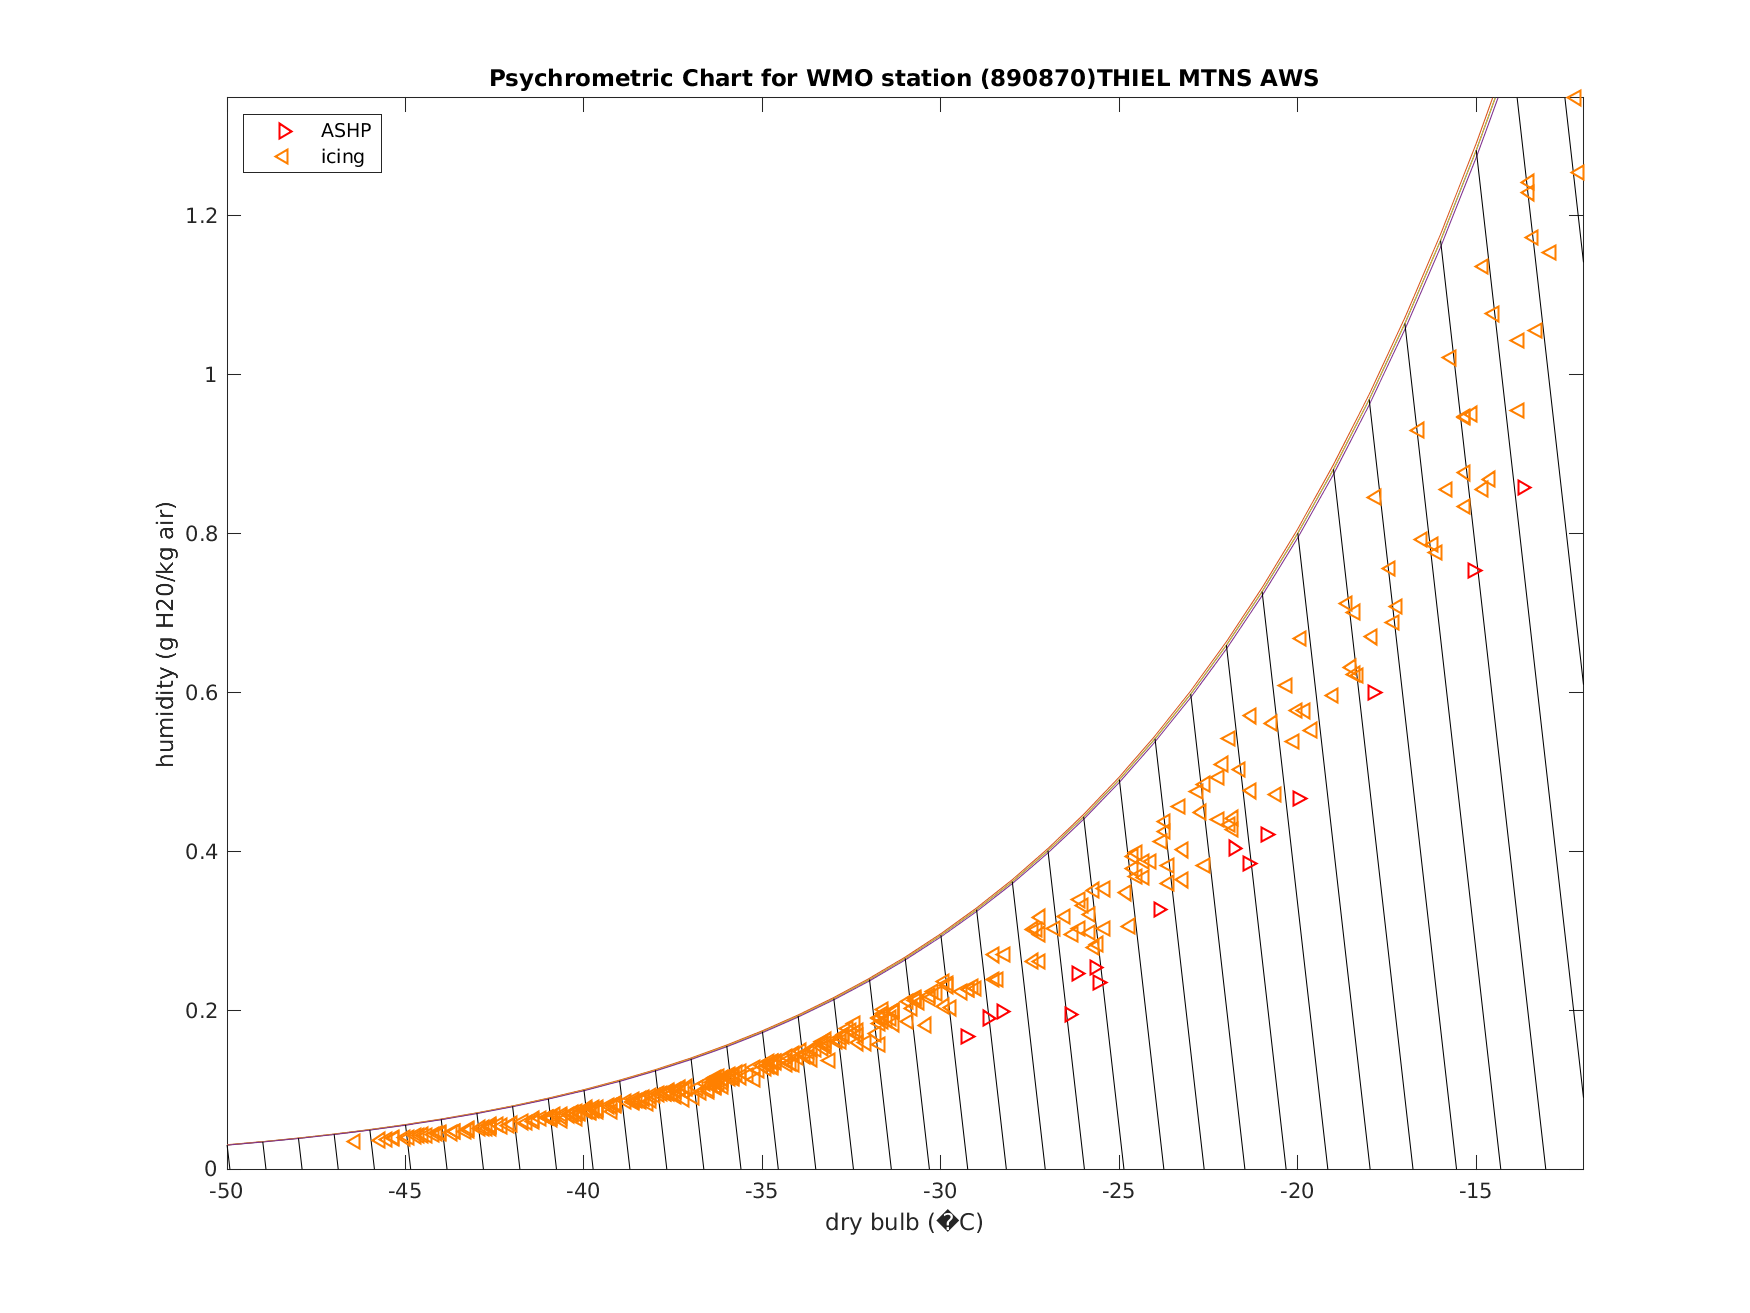 Psychrometric Chart for WMO station (890870)THIEL MTNS AWS
ASHP
icing
humidity (g H20/kg air)
1.2
1
0.8
0.6
0.4
0.2
0
-50 -45 -40 -35 -30 -25 -20 -15
dry bulb (�C)